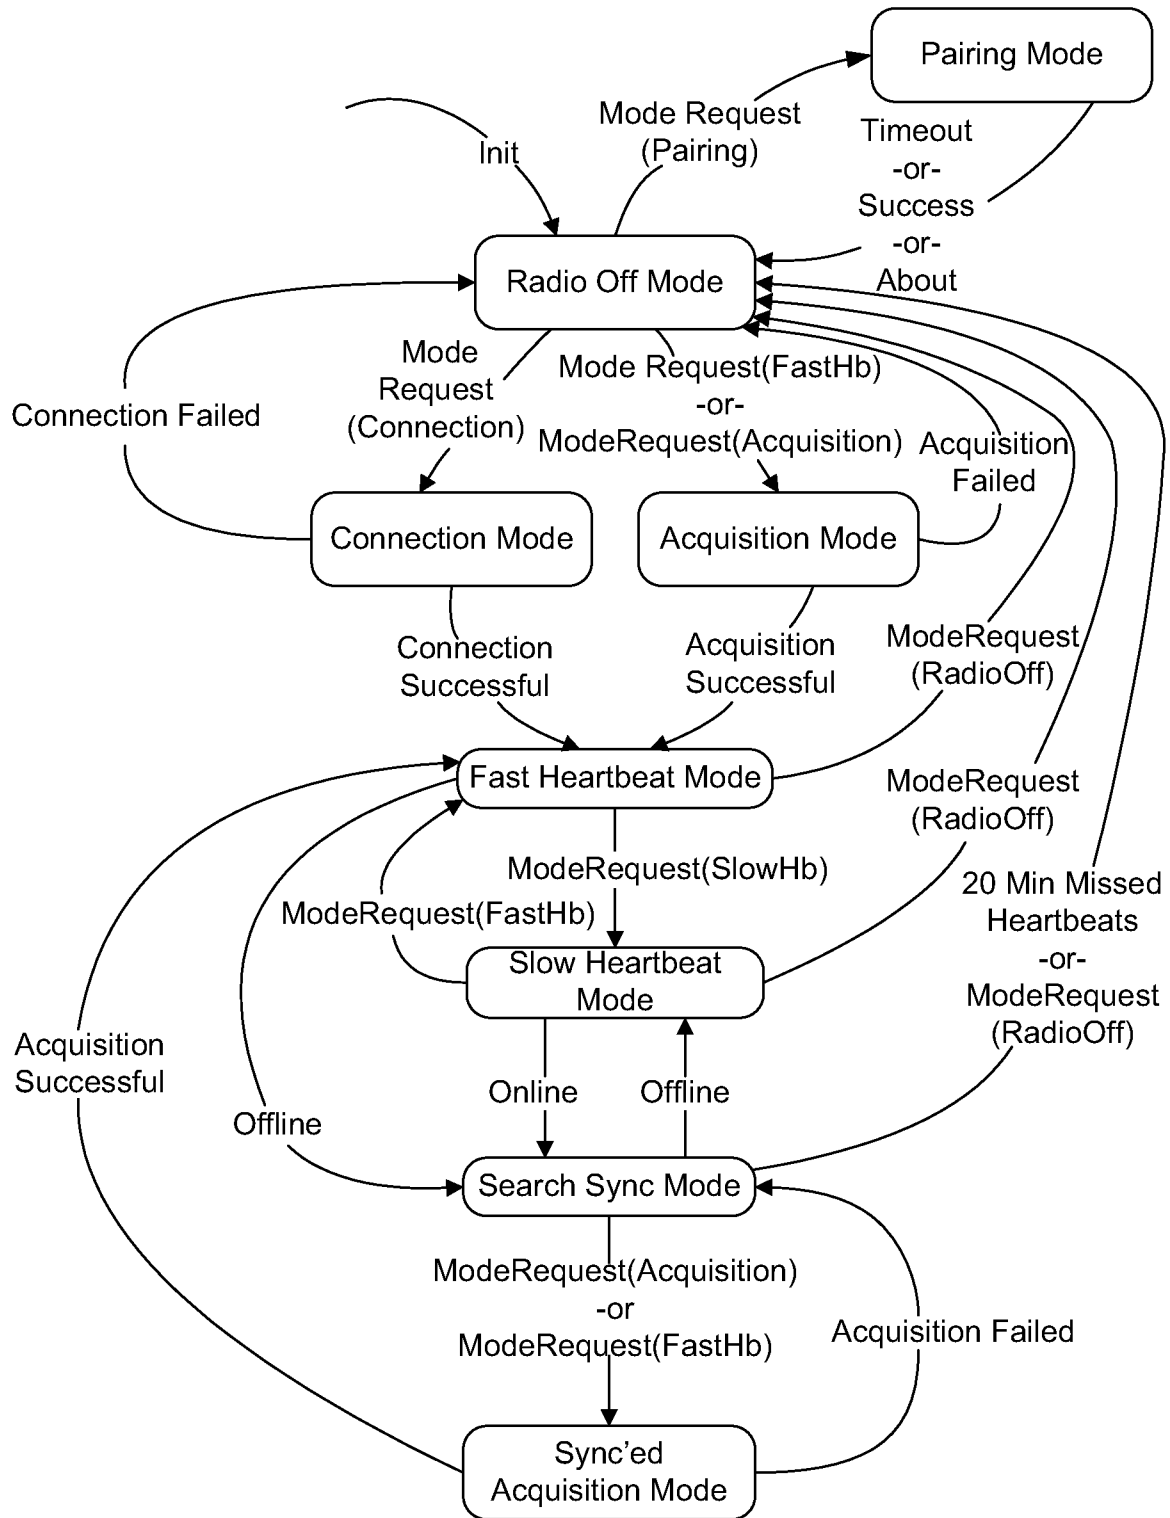 Pairing Mode
Mode Request
(Pairing)
Timeout
-or-
Success
-or-
About
Init
Radio Off Mode
Mode
Request
(Connection)
Mode Request(FastHb)
-or-
ModeRequest(Acquisition)
Connection Failed
Acquisition
Failed
Connection Mode
Acquisition Mode
Connection
Successful
Acquisition
Successful
ModeRequest
(RadioOff)
Fast Heartbeat Mode
ModeRequest
(RadioOff)
ModeRequest(SlowHb)
ModeRequest(FastHb)
20 Min Missed
Heartbeats
-or-
ModeRequest
(RadioOff)
Slow Heartbeat
Mode
Acquisition
Successful
Online
Offline
Offline
Search Sync Mode
ModeRequest(Acquisition)
-or
ModeRequest(FastHb)
Acquisition Failed
Sync'ed
Acquisition Mode